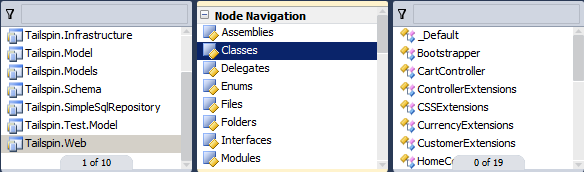 Tailspin.Infrastructure
Tailspin.Model
Tailspin.Models
Tailspin.Schema
Tailspin.SimpleSqlRepository
Tailspin.Test.Model
Tailspin.Web
1 of 10
Node Navigation
Assemblies
Classes
Delegates
Enums
Files
Folders
Interfaces
Modules
_Default
Bootstrapper
CartController
ControllerExtensions
CSSExtensions
CurrencyExtensions
CustomerExtensions
HomeCo
0 of 19